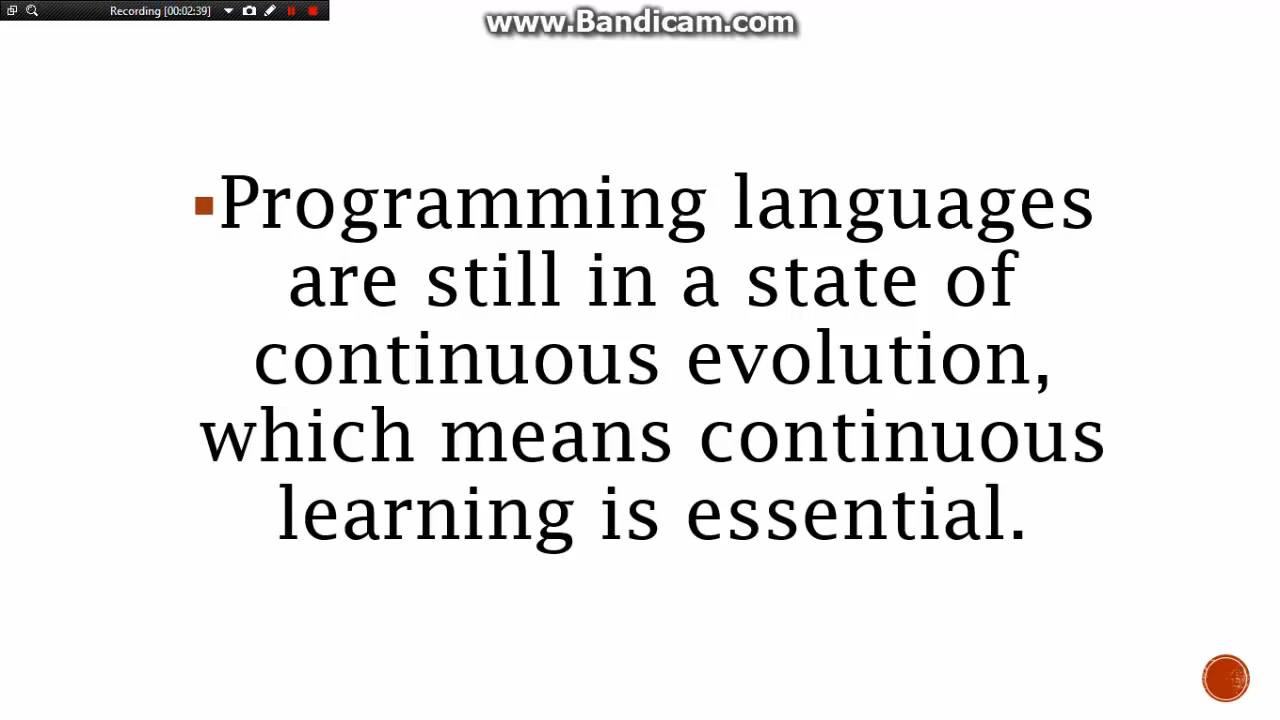 Recording [00:02:39]
www.Bandicam.com
▪Programming languages
are still in a state of
continuous evolution,
which means continuous
learning is essential.